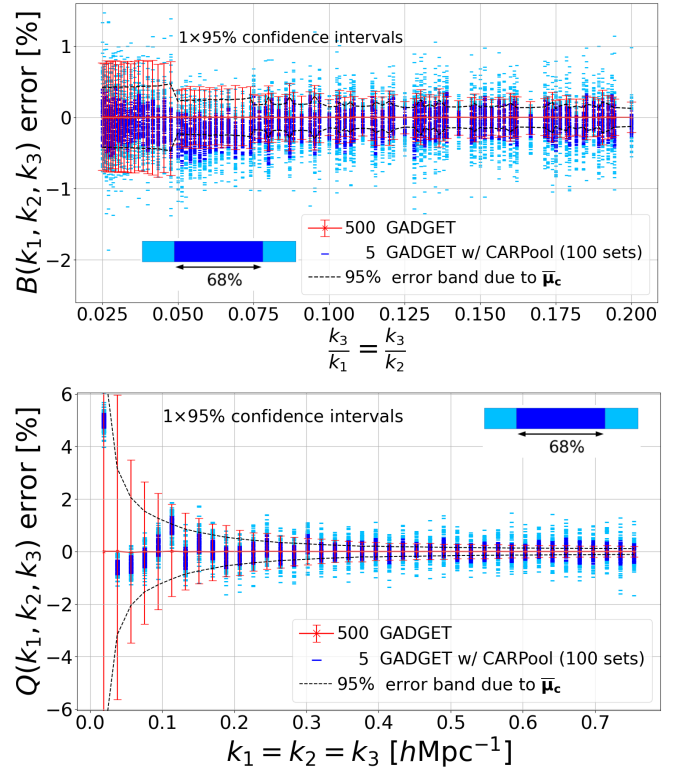 B(k₁, k₂, k₃) error [%]
1
0
−1
−2
1×95% confidence intervals
68%
500 GADGET
5 GADGET w/ CARPool (100 sets)
95% error band due to μ̅_c
0.025 0.050 0.075 0.100 0.125 0.150 0.175 0.200
k₃/k₁ = k₃/k₂
Q(k₁, k₂, k₃) error [%]
6
4
2
0
−2
−4
−6
1×95% confidence intervals
68%
500 GADGET
5 GADGET w/ CARPool (100 sets)
95% error band due to μ̅_c
0.0 0.1 0.2 0.3 0.4 0.5 0.6 0.7
k₁ = k₂ = k₃ [hMpc⁻¹]